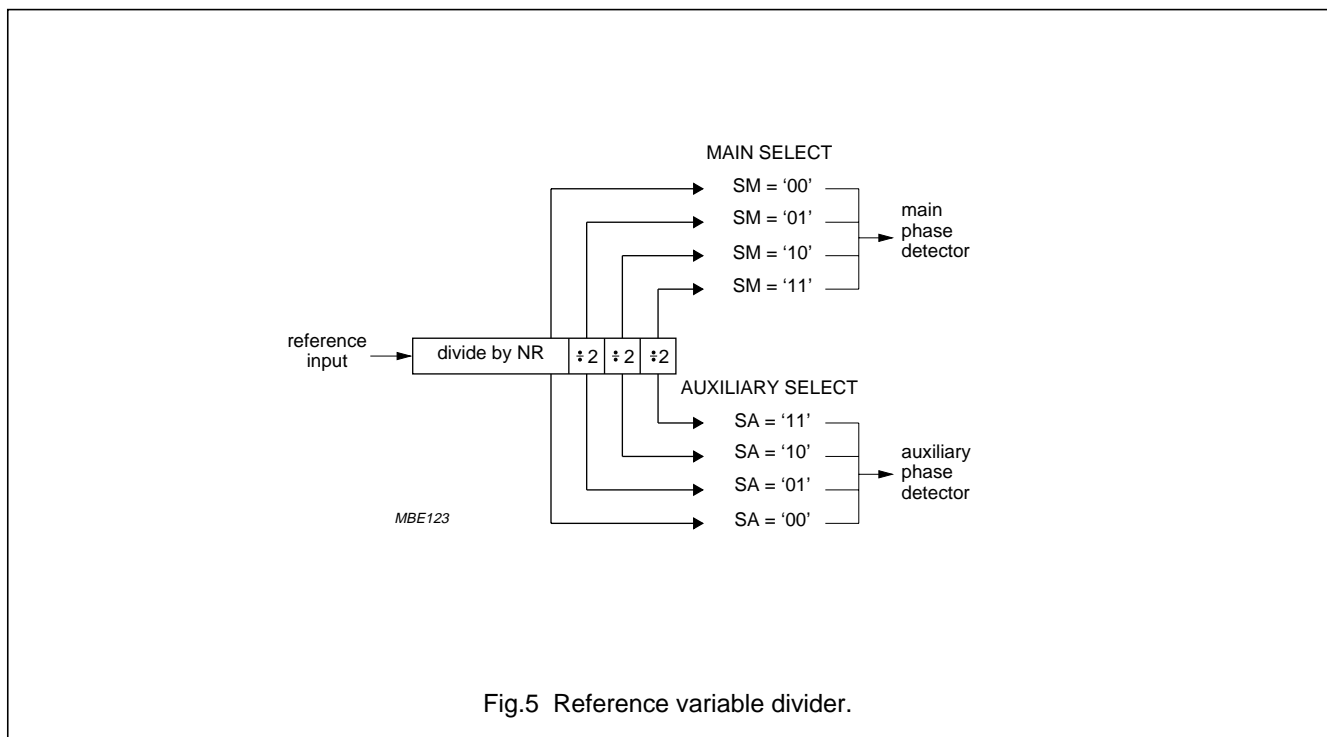 MAIN SELECT
SM = ‘00’
SM = ‘01’
SM = ‘10’
SM = ‘11’
main
phase
detector
reference
input
divide by NR
÷2
÷2
÷2
AUXILIARY SELECT
SA = ‘11’
SA = ‘10’
SA = ‘01’
SA = ‘00’
auxiliary
phase
detector
MBE123
Fig.5 Reference variable divider.